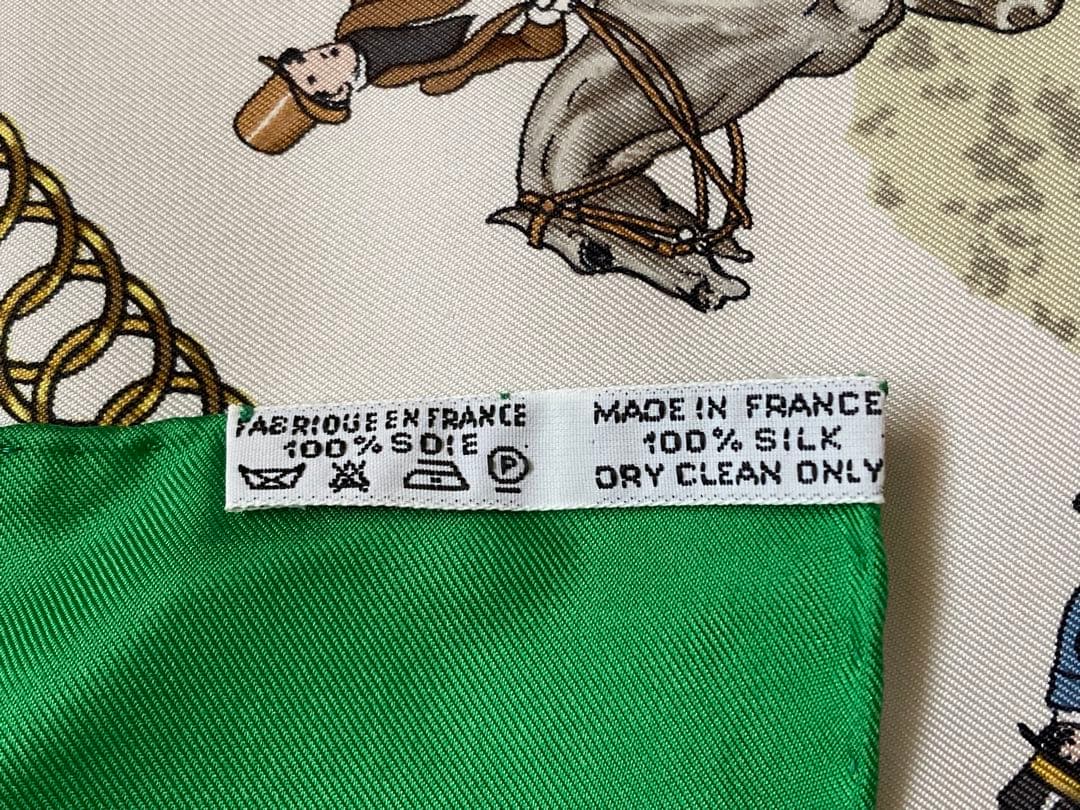 FABRIQUE EN FRANCE
100% SOIE
P
MADE IN FRANCE
100% SILK
DRY CLEAN ONLY